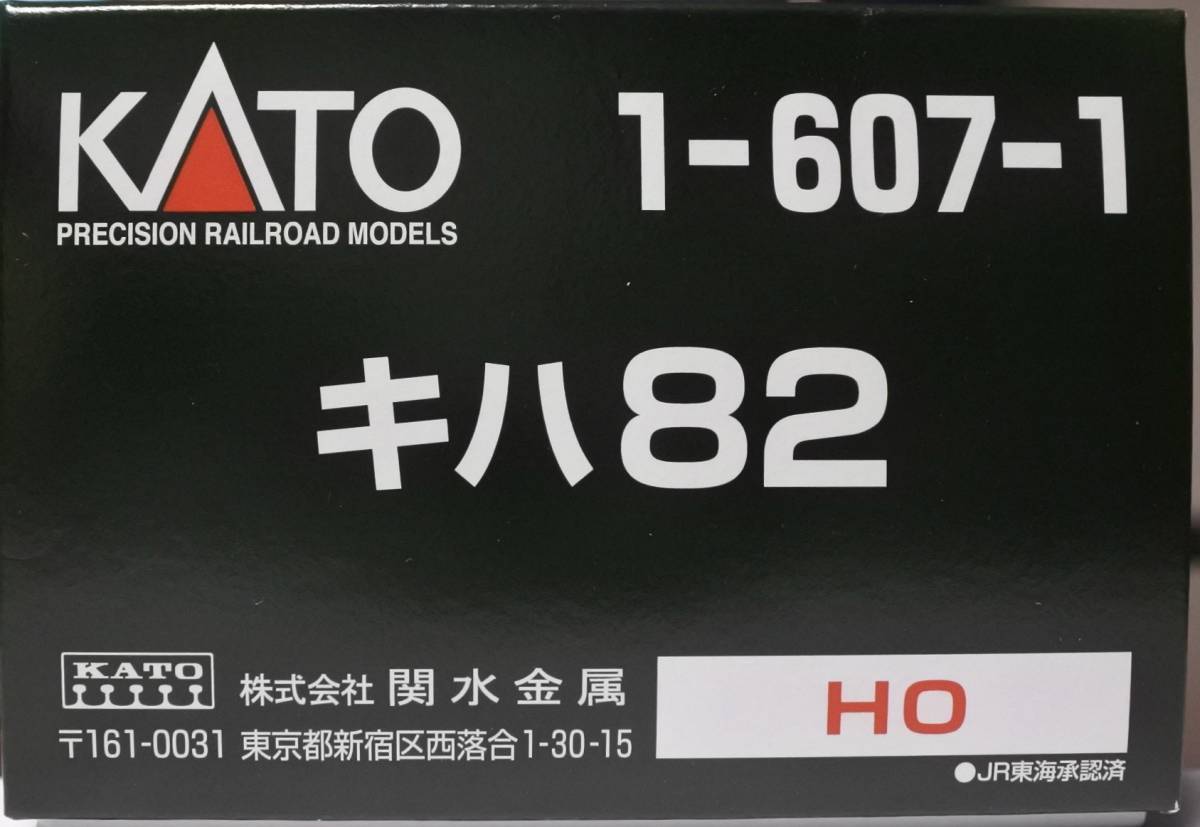 KATO 1-607-1
PRECISION RAILROAD MODELS
キハ82
KATO 株式会社 関水金属
〒161-0031 東京都新宿区西落合1-30-15
HO
●JR東海承認済